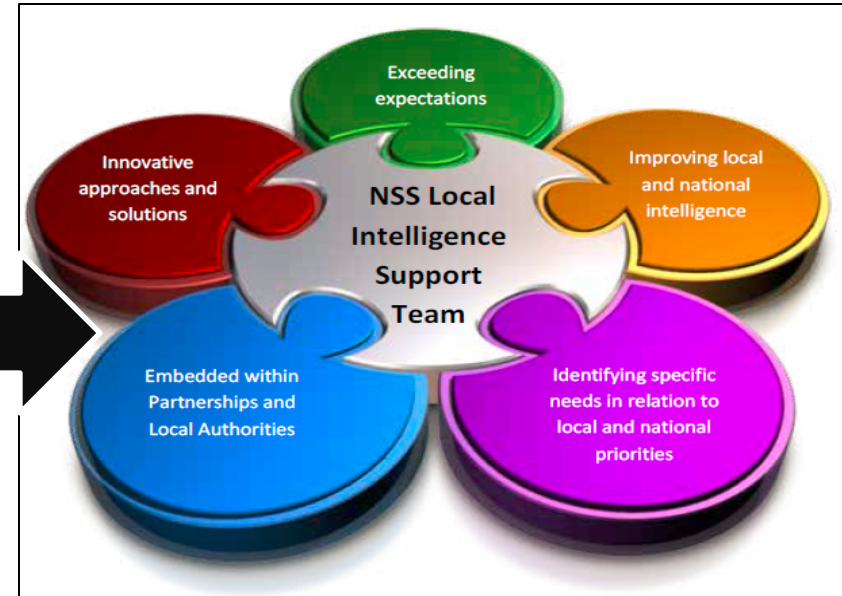 Exceeding
expectations
Innovative
approaches and
solutions
Improving local
and national
intelligence
NSS Local
Intelligence
Support
Team
Embedded within
Partnerships and
Local Authorities
Identifying specific
needs in relation to
local and national
priorities